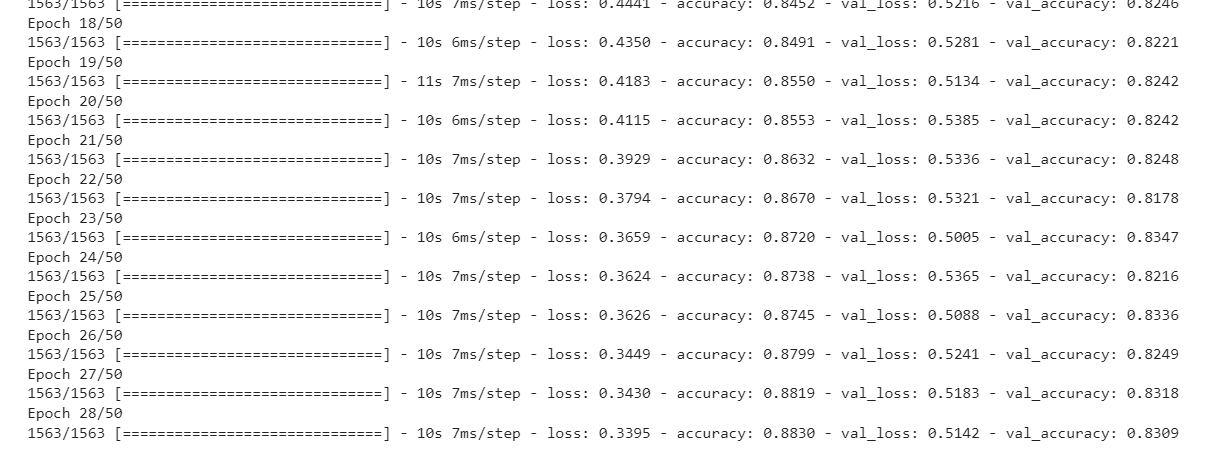 1563/1563 [==============================] - 10s 7ms/step - loss: 0.4441 - accuracy: 0.8452 - val_loss: 0.5216 - val_accuracy: 0.8246
Epoch 18/50
1563/1563 [==============================] - 10s 6ms/step - loss: 0.4350 - accuracy: 0.8491 - val_loss: 0.5281 - val_accuracy: 0.8221
Epoch 19/50
1563/1563 [==============================] - 11s 7ms/step - loss: 0.4183 - accuracy: 0.8550 - val_loss: 0.5134 - val_accuracy: 0.8242
Epoch 20/50
1563/1563 [==============================] - 10s 6ms/step - loss: 0.4115 - accuracy: 0.8553 - val_loss: 0.5385 - val_accuracy: 0.8242
Epoch 21/50
1563/1563 [==============================] - 10s 7ms/step - loss: 0.3929 - accuracy: 0.8632 - val_loss: 0.5336 - val_accuracy: 0.8248
Epoch 22/50
1563/1563 [==============================] - 10s 7ms/step - loss: 0.3794 - accuracy: 0.8670 - val_loss: 0.5321 - val_accuracy: 0.8178
Epoch 23/50
1563/1563 [==============================] - 10s 6ms/step - loss: 0.3659 - accuracy: 0.8720 - val_loss: 0.5005 - val_accuracy: 0.8347
Epoch 24/50
1563/1563 [==============================] - 10s 7ms/step - loss: 0.3624 - accuracy: 0.8738 - val_loss: 0.5365 - val_accuracy: 0.8216
Epoch 25/50
1563/1563 [==============================] - 10s 7ms/step - loss: 0.3626 - accuracy: 0.8745 - val_loss: 0.5088 - val_accuracy: 0.8336
Epoch 26/50
1563/1563 [==============================] - 10s 7ms/step - loss: 0.3449 - accuracy: 0.8799 - val_loss: 0.5241 - val_accuracy: 0.8249
Epoch 27/50
1563/1563 [==============================] - 10s 7ms/step - loss: 0.3430 - accuracy: 0.8819 - val_loss: 0.5183 - val_accuracy: 0.8318
Epoch 28/50
1563/1563 [==============================] - 10s 7ms/step - loss: 0.3395 - accuracy: 0.8830 - val_loss: 0.5142 - val_accuracy: 0.8309